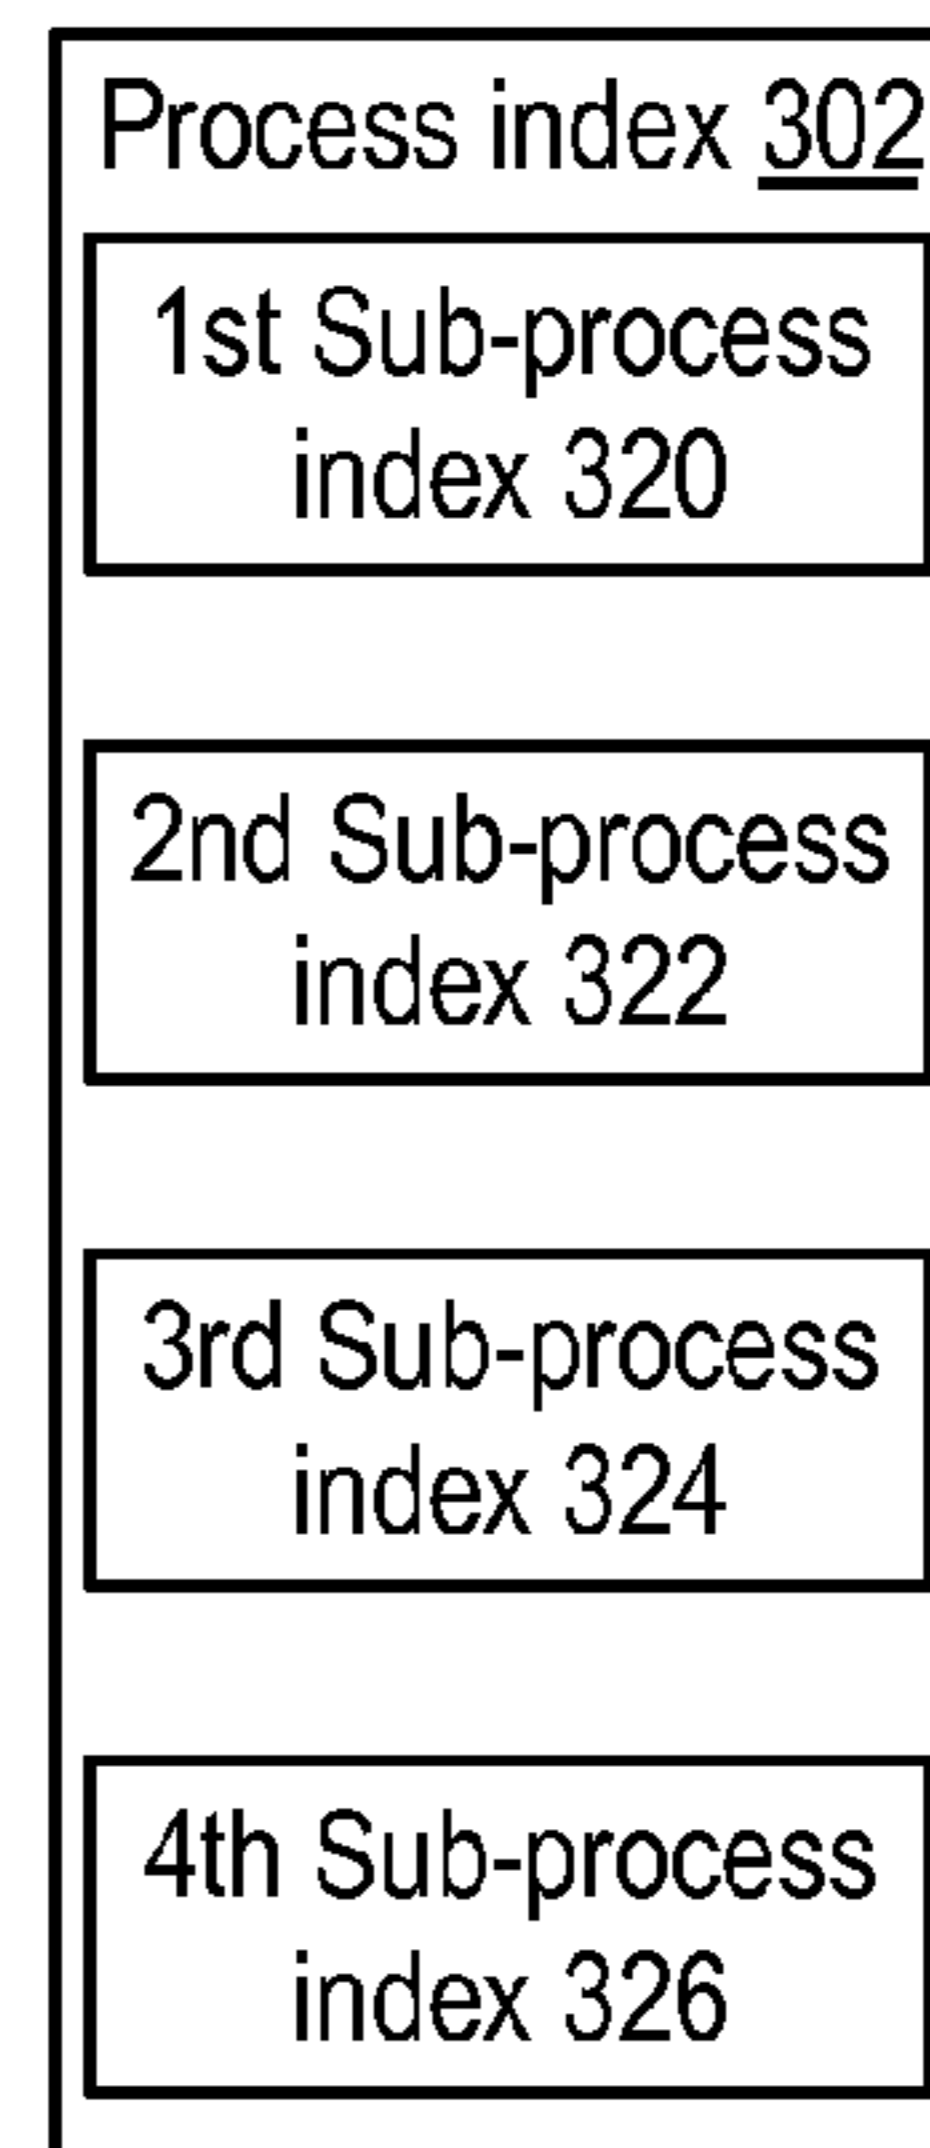 Process index 302
1st Sub-process
index 320
2nd Sub-process
index 322
3rd Sub-process
index 324
4th Sub-process
index 326